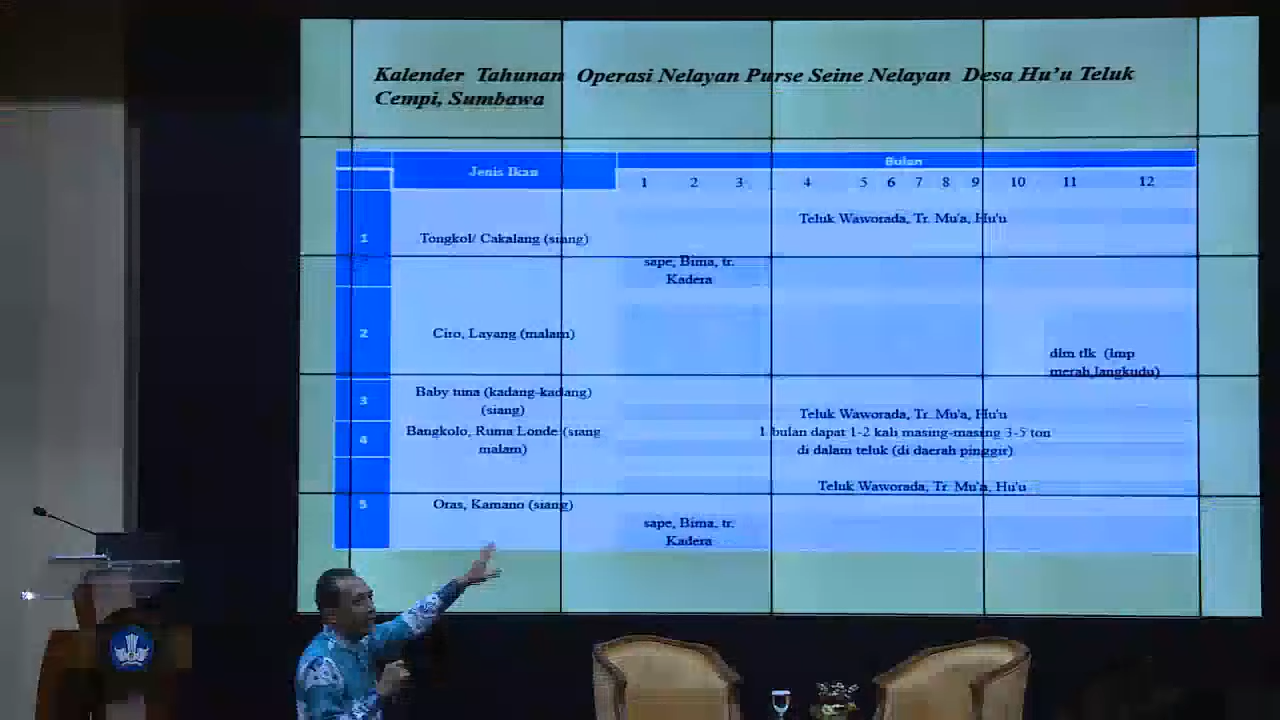 Kalender Tahunan Operasi Nelayan Purse Seine Nelayan Desa Hu'u Teluk
Cempi, Sumbawa
Jenis Ikan
Bulan
1 2 3 4 5 6 7 8 9 10 11 12
1
Tongkol/ Cakalang (siang)
Teluk Waworada, Tr. Mu'a, Hu'u
sape, Bima, tr.
Kadera
2
Ciro, Layang (malam)
dlm tlk (lmp
merah,langkudu)
3
Baby tuna (kadang-kadang)
(siang)
Teluk Waworada, Tr. Mu'a, Hu'u
4
Bangkolo, Ruma Londe (siang
malam)
1 bulan dapat 1-2 kali masing-masing 3-5 ton
di dalam teluk (di daerah pinggir)
5
Oras, Kamano (siang)
Teluk Waworada, Tr. Mu'a, Hu'u
sape, Bima, tr.
Kadera